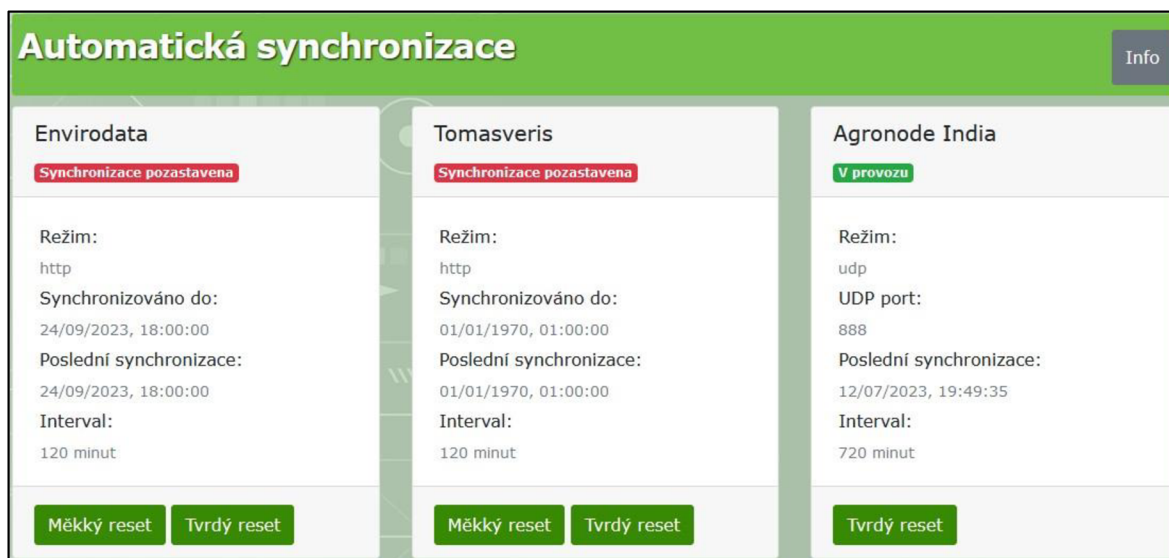 Automatická synchronizace
Info
Envirodata
Synchronizace pozastavena
Režim:
http
Synchronizováno do:
24/09/2023, 18:00:00
Poslední synchronizace:
24/09/2023, 18:00:00
Interval:
120 minut
Měkký reset
Tvrdý reset
Tomasveris
Synchronizace pozastavena
Režim:
http
Synchronizováno do:
01/01/1970, 01:00:00
Poslední synchronizace:
01/01/1970, 01:00:00
Interval:
120 minut
Měkký reset
Tvrdý reset
Agronode India
V provozu
Režim:
udp
UDP port:
888
Poslední synchronizace:
12/07/2023, 19:49:35
Interval:
720 minut
Tvrdý reset